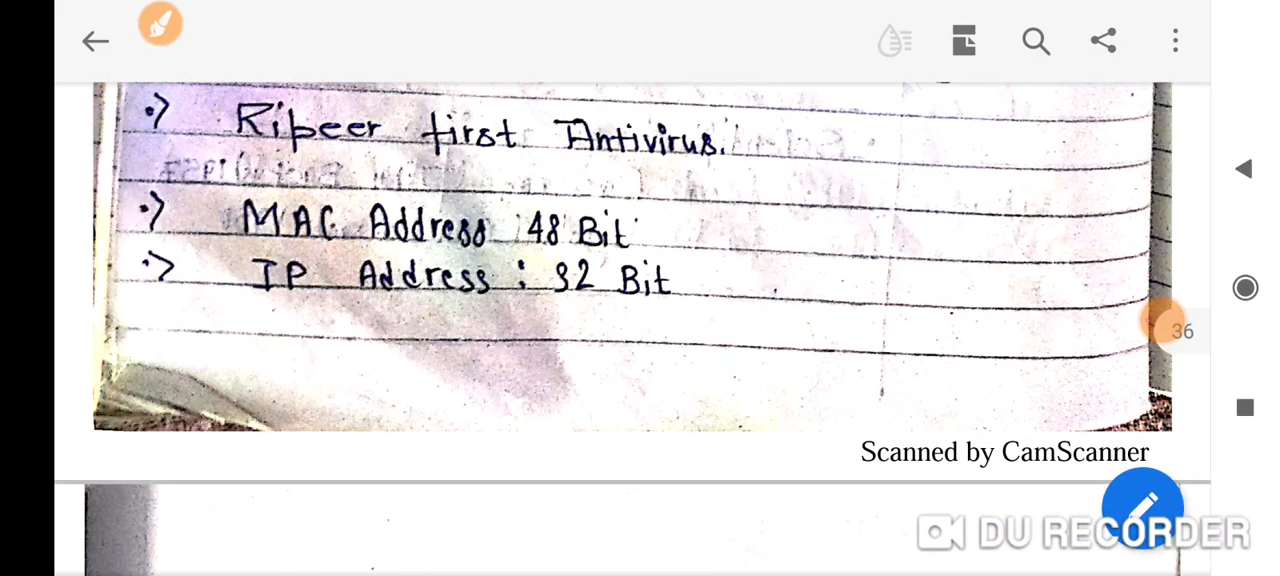 ∴> Ripeer first Antivirus.
∴> MAC Address : 48 Bit
∴> IP Address : 32 Bit
36
Scanned by CamScanner
DU RECORDER